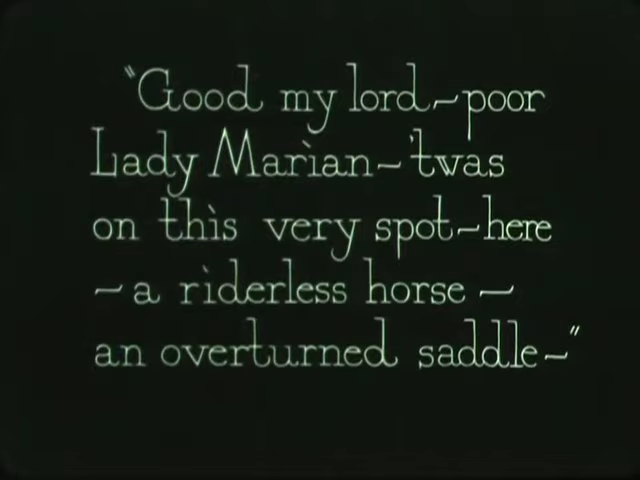 "Good my lord—poor
Lady Marian—'twas
on this very spot—here
—a riderless horse—
an overturned saddle—"